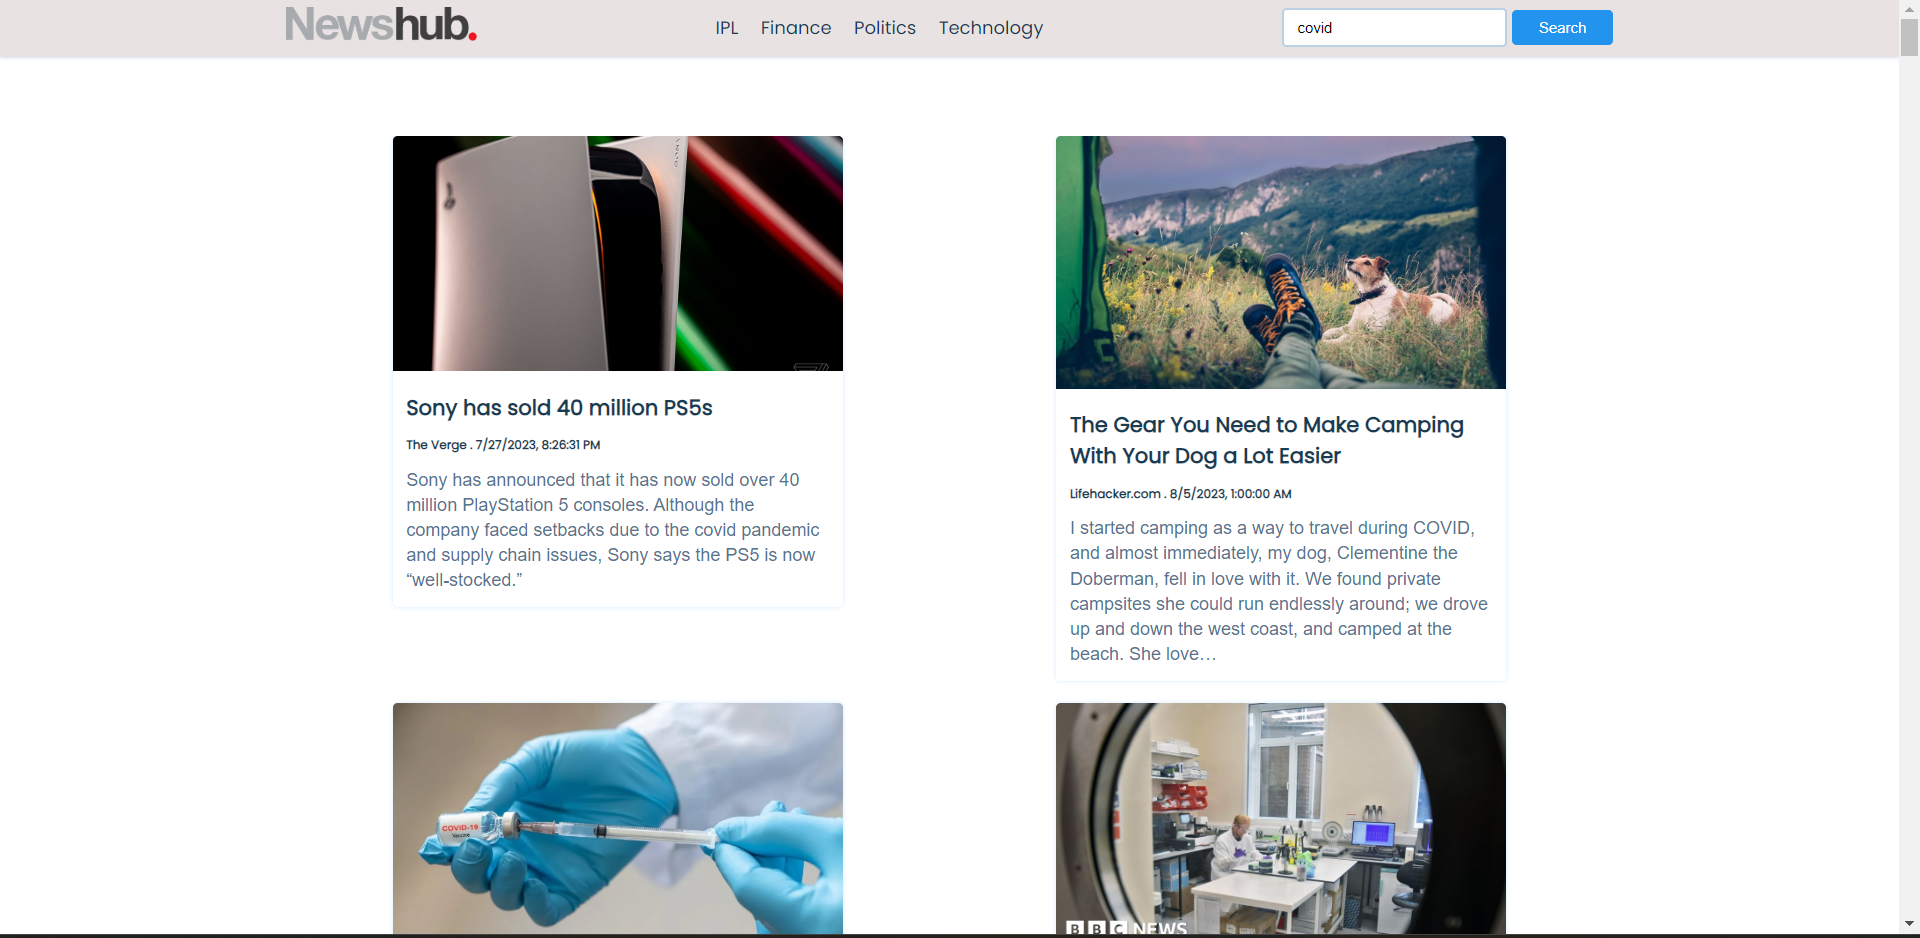 Newshub.
IPL Finance Politics Technology
covid
Search
Sony has sold 40 million PS5s
The Verge . 7/27/2023, 8:26:31 PM
Sony has announced that it has now sold over 40
million PlayStation 5 consoles. Although the
company faced setbacks due to the covid pandemic
and supply chain issues, Sony says the PS5 is now
“well-stocked.”
The Gear You Need to Make Camping
With Your Dog a Lot Easier
Lifehacker.com . 8/5/2023, 1:00:00 AM
I started camping as a way to travel during COVID,
and almost immediately, my dog, Clementine the
Doberman, fell in love with it. We found private
campsites she could run endlessly around; we drove
up and down the west coast, and camped at the
beach. She love…
COVID-19
Vaccine
BBC NEWS